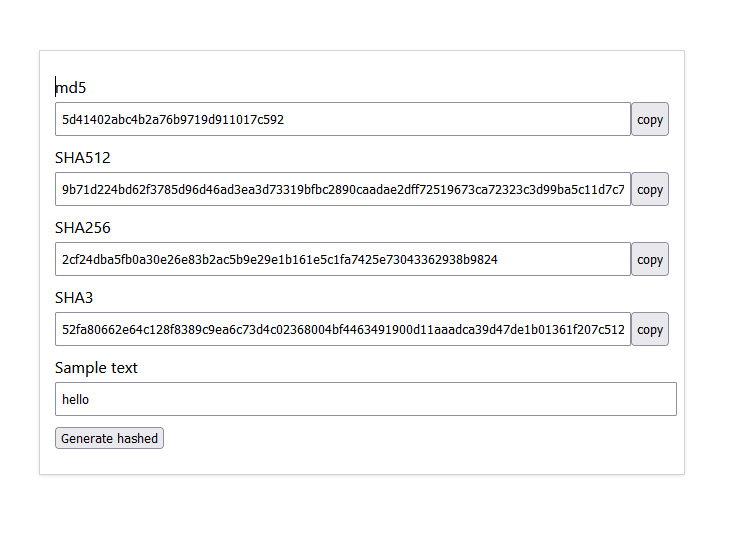 md5
5d41402abc4b2a76b9719d911017c592
copy
SHA512
9b71d224bd62f3785d96d46ad3ea3d73319bfbc2890caadae2dff72519673ca72323c3d99ba5c11d7c7
copy
SHA256
2cf24dba5fb0a30e26e83b2ac5b9e29e1b161e5c1fa7425e73043362938b9824
copy
SHA3
52fa80662e64c128f8389c9ea6c73d4c02368004bf4463491900d11aaadca39d47de1b01361f207c512
copy
Sample text
hello
Generate hashed